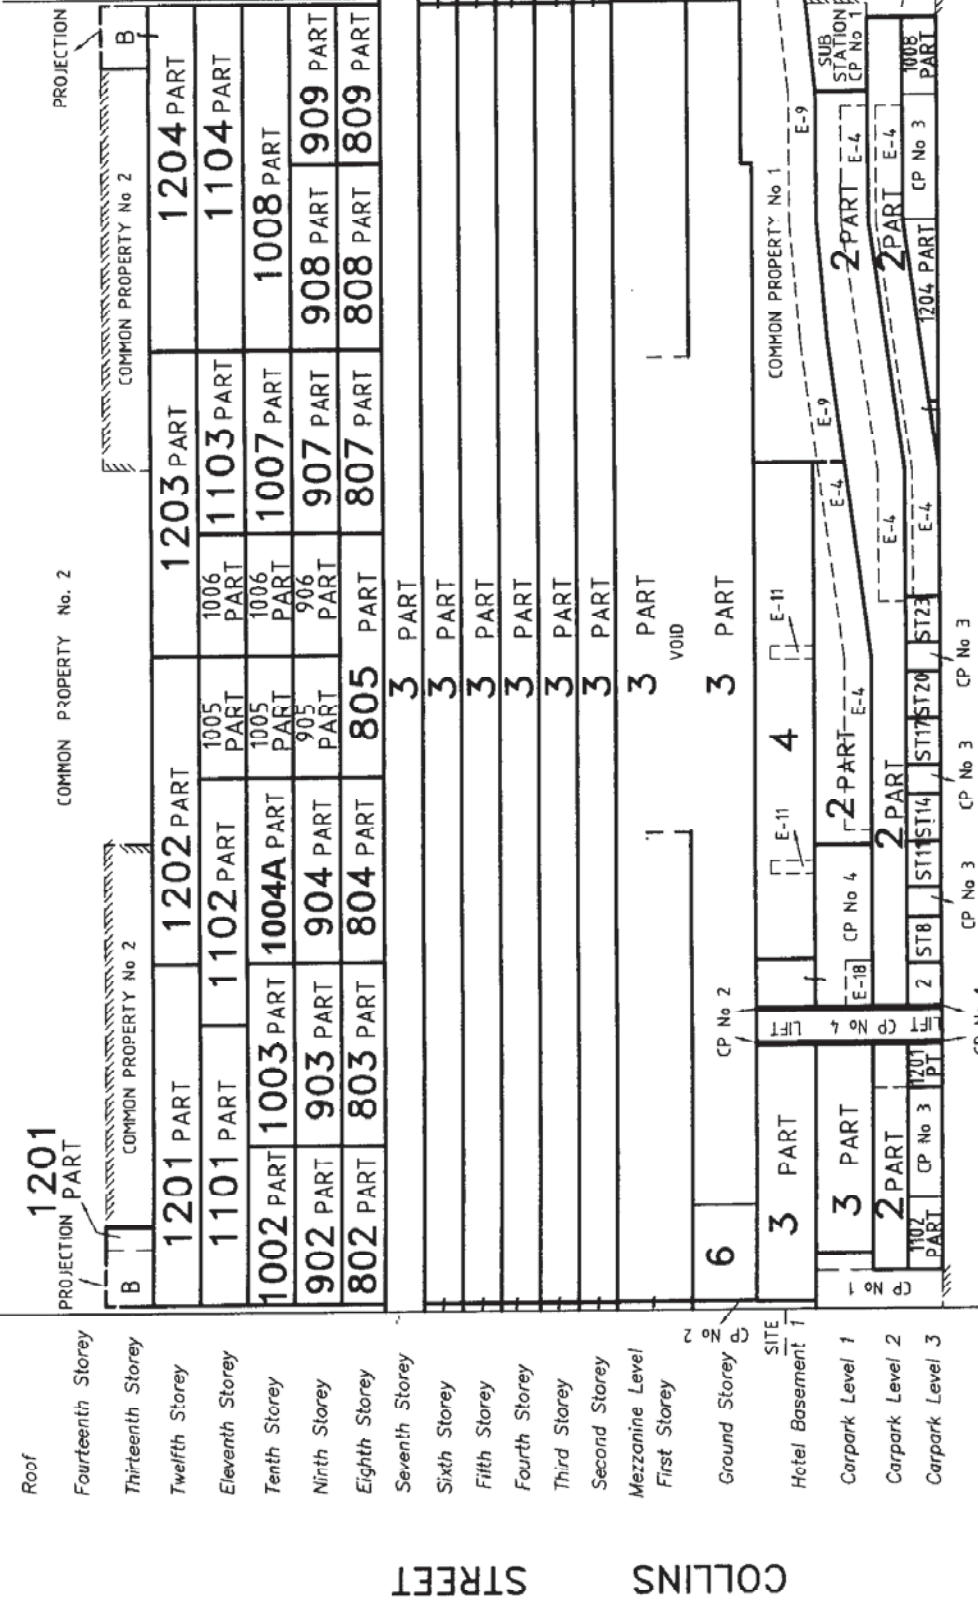 Roof
Fourteenth Storey
Thirteenth Storey
Twelfth Storey
Eleventh Storey
Tenth Storey
Ninth Storey
Eighth Storey
Seventh Storey
Sixth Storey
Fifth Storey
Fourth Storey
Third Storey
Second Storey
Mezzanine Level
First Storey
Ground Storey
Hotel Basement 1
Carpark Level 1
Carpark Level 2
Carpark Level 3
COLLINS STREET
SITE
1201
PART
PROJECTION
COMMON PROPERTY No. 2
PROJECTION
B
COMMON PROPERTY No 2
COMMON PROPERTY No 2
B
1201 PART
1202 PART
1203 PART
1204 PART
1101 PART
1102 PART
1005 PART
1006 PART
1103 PART
1104 PART
1002 PART
1003 PART
1004A PART
1005 PART
1006 PART
1007 PART
1008 PART
902 PART
903 PART
904 PART
905 PART
906 PART
907 PART
908 PART
909 PART
802 PART
803 PART
804 PART
805 PART
807 PART
808 PART
809 PART
3 PART
3 PART
3 PART
3 PART
3 PART
3 PART
3 PART
VOID
CP No 2
6
CP No 2
3 PART
COMMON PROPERTY No 1
3 PART
LIFT
E-11
4
E-11
E-9
E-9
3 PART
CP No 4
E-18
CP No 4
2 PART
E-4
E-4
2 PART
E-4
SUB STATION
CP No 1
CP No 1
2 PART
CP No 4
2 PART
E-4
2 PART
E-4
1102 PART
CP No 3
1201 PT
LIFT
2
ST8
ST11
ST14
ST17
ST20
ST23
E-4
1204 PART
CP No 3
1008 PART
CP No 3
CP No 3
CP No 3